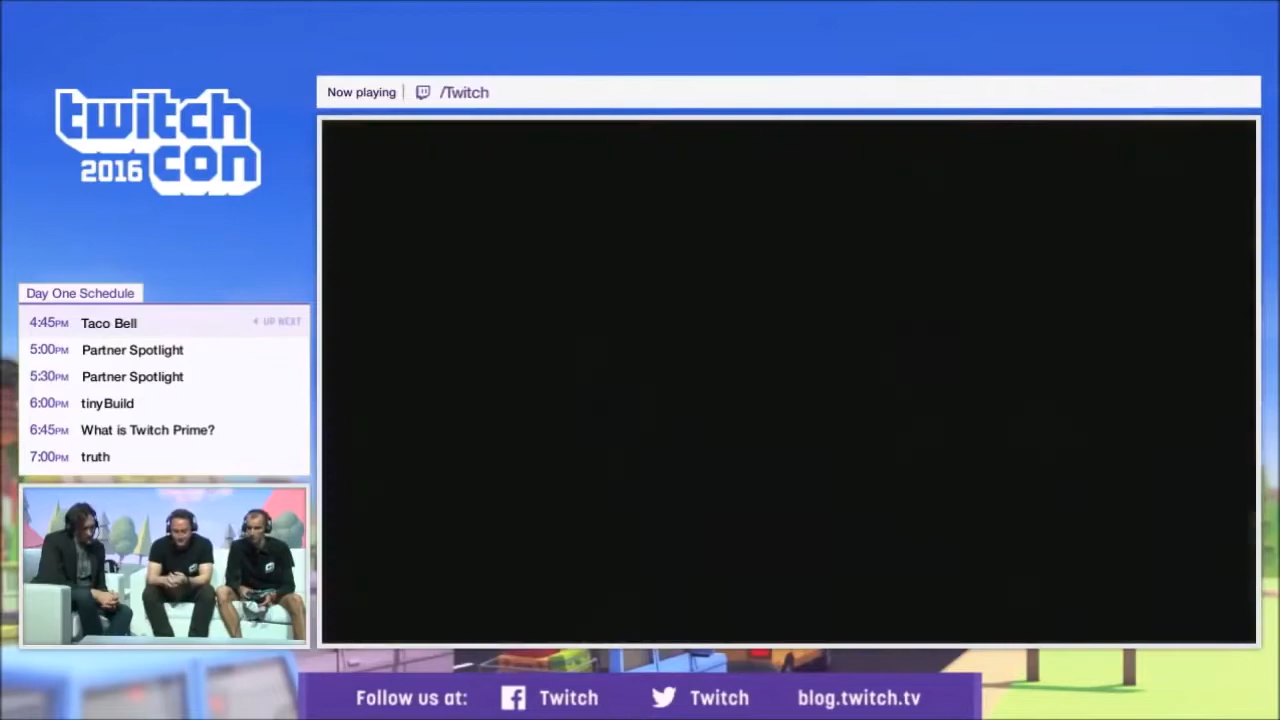 twitch
2016 con
Now playing | /Twitch
Day One Schedule
4:45PM Taco Bell UP NEXT
5:00PM Partner Spotlight
5:30PM Partner Spotlight
6:00PM tinyBuild
6:45PM What is Twitch Prime?
7:00PM truth
Follow us at: Twitch Twitch blog.twitch.tv